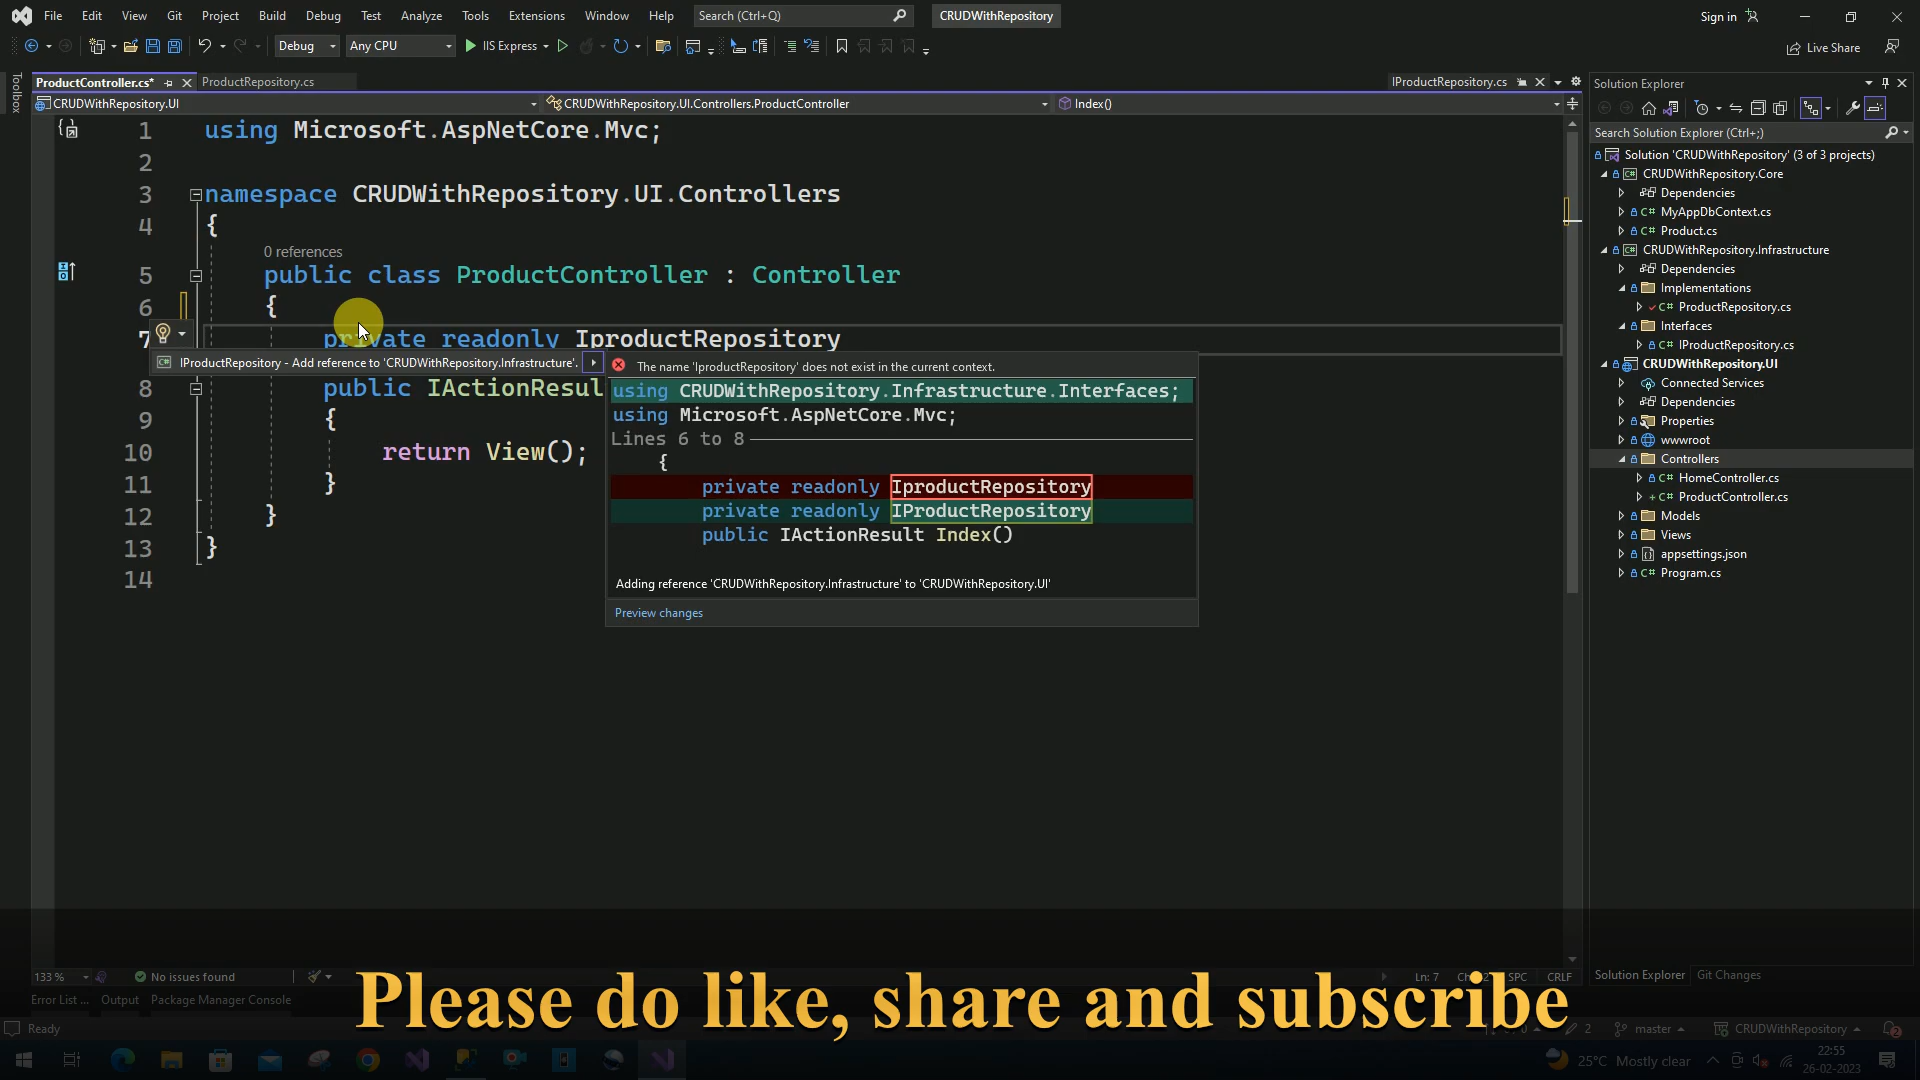 File Edit View Git Project Build Debug Test Analyze Tools Extensions Window Help Search (Ctrl+Q) CRUDWithRepository Sign in
Debug Any CPU IIS Express Live Share
Toolbox
ProductController.cs* ProductRepository.cs IProductRepository.cs
CRUDWithRepository.UI CRUDWithRepository.UI.Controllers.ProductController Index()
1 using Microsoft.AspNetCore.Mvc;
2
3 namespace CRUDWithRepository.UI.Controllers
4 {
0 references
5 public class ProductController : Controller
6 {
7 private readonly IproductRepository
IProductRepository - Add reference to 'CRUDWithRepository.Infrastructure'.
8 public IActionResul
9 {
10 return View();
11 }
12 }
13 }
14
The name 'IproductRepository' does not exist in the current context.
using CRUDWithRepository.Infrastructure.Interfaces;
using Microsoft.AspNetCore.Mvc;
Lines 6 to 8
{
private readonly IproductRepository
private readonly IProductRepository
public IActionResult Index()
Adding reference 'CRUDWithRepository.Infrastructure' to 'CRUDWithRepository.UI'
Preview changes
Solution Explorer
Search Solution Explorer (Ctrl+;)
Solution 'CRUDWithRepository' (3 of 3 projects)
CRUDWithRepository.Core
Dependencies
MyAppDbContext.cs
Product.cs
CRUDWithRepository.Infrastructure
Dependencies
Implementations
ProductRepository.cs
Interfaces
IProductRepository.cs
CRUDWithRepository.UI
Connected Services
Dependencies
Properties
wwwroot
Controllers
HomeController.cs
ProductController.cs
Models
Views
appsettings.json
Program.cs
133 % No issues found Ln: 7 SPC CRLF
Solution Explorer Git Changes
Error List ... Output Package Manager Console
Please do like, share and subscribe
Ready 2 master CRUDWithRepository
25°C Mostly clear 22:55
26-02-2023